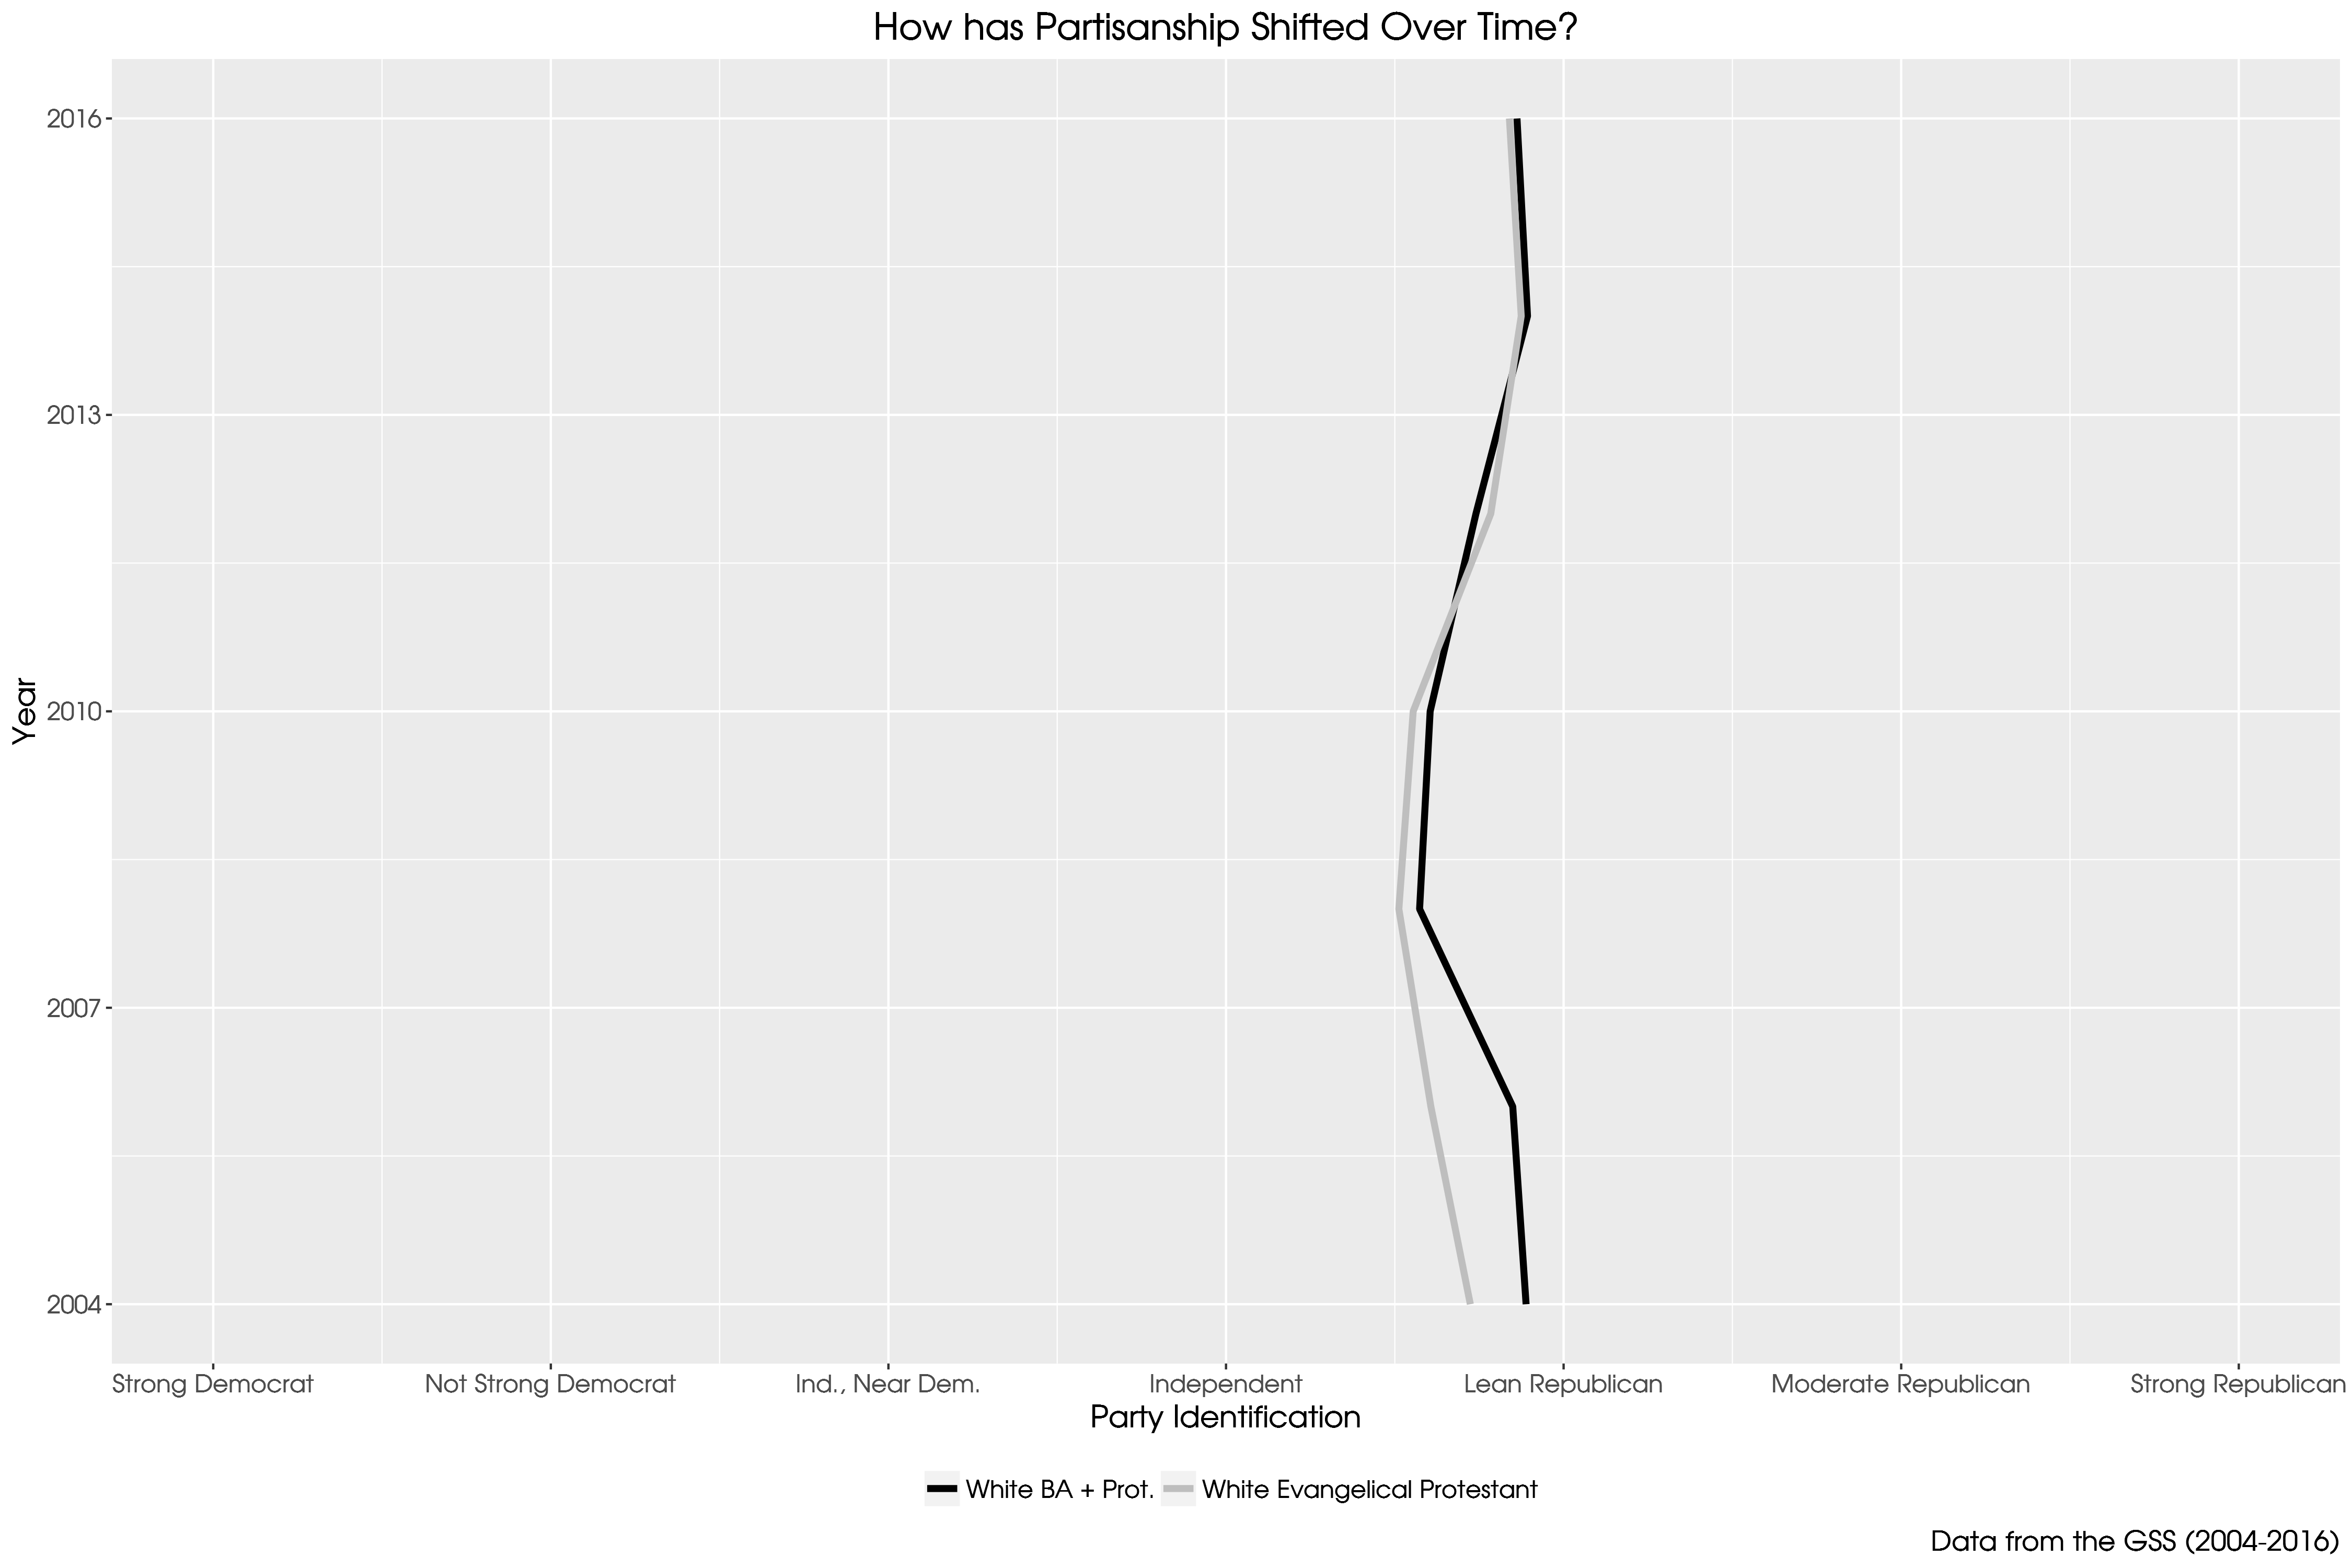 How has Partisanship Shifted Over Time?
2016
2013
2010
2007
2004
Year
Strong Democrat Not Strong Democrat Ind., Near Dem. Independent Lean Republican Moderate Republican Strong Republican
Party Identification
White BA + Prot. White Evangelical Protestant
Data from the GSS (2004-2016)